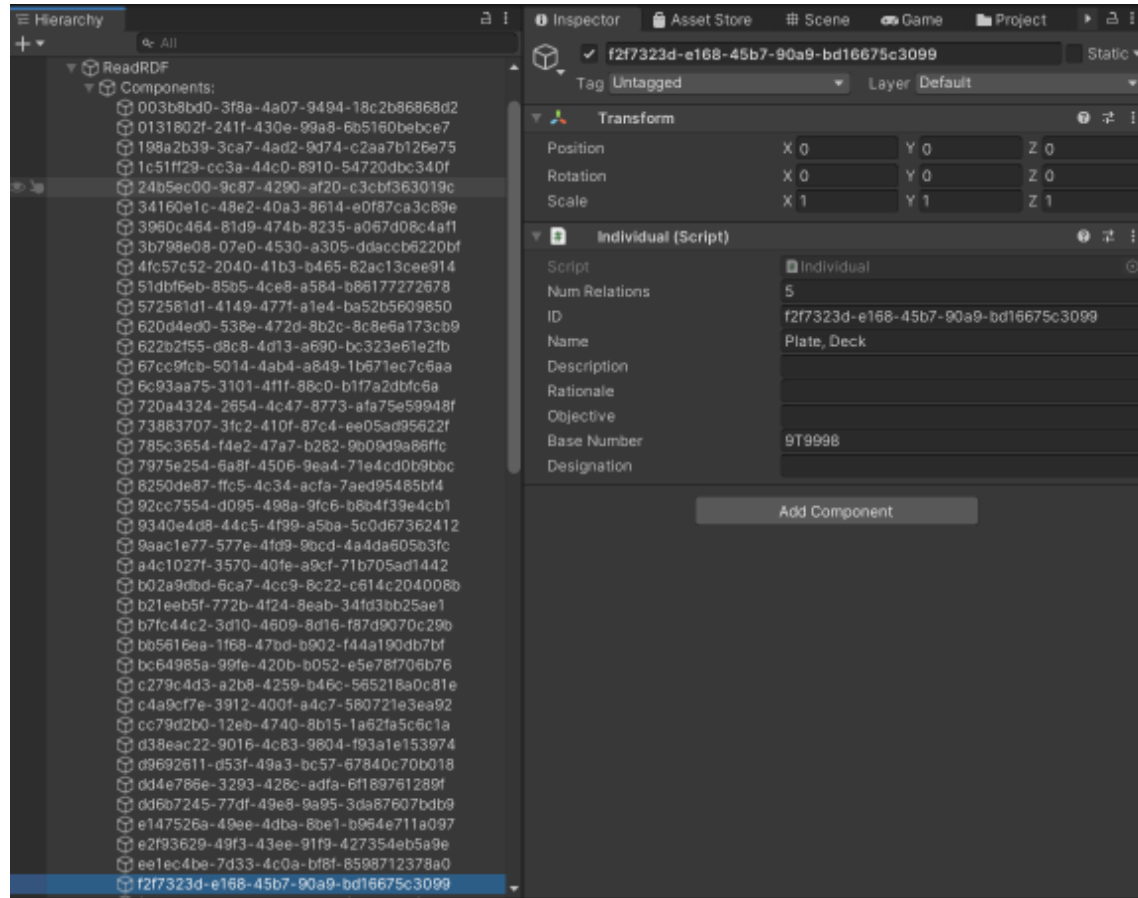 Hierarchy
All
ReadRDF
Components:
003b8bd0-3f8a-4a07-9494-18c2b86868d2
0131802f-241f-430e-99a8-6b5160bebce7
198a2b39-3ca7-4ad2-9d74-c2aa7b126e75
1c51ff29-cc3a-44c0-8910-54720dbc340f
24b5ec00-9c87-4290-af20-c3cbf363019c
34160e1c-48e2-40a3-8614-e0f87ca3c89e
3960c464-81d9-474b-8235-a067d08c4af1
3b798e08-07e0-4530-a305-ddaccb6220bf
4fc57c52-2040-41b3-b465-82ac13cee914
51dbf6eb-85b5-4ce8-a584-b86177272678
572581d1-4149-477f-a1e4-ba52b5609850
620d4ed0-538e-472d-8b2c-8c8e6a173cb9
622b2f55-d8c8-4d13-a690-bc323e61e2fb
67cc9fcb-5014-4ab4-a849-1b671ec7c6aa
6c93aa75-3101-4f1f-88c0-b1f7a2dbfc6a
720a4324-2654-4c47-8773-afa75e59948f
73883707-3fc2-410f-87c4-ee05ad95622f
785c3654-f4e2-47a7-b282-9b09d9a86ffc
7975e254-6a8f-4506-9ea4-71e4cd0b9bbc
8250de87-ffc5-4c34-acfa-7aed95485bf4
92cc7554-d095-498a-9fc6-b8b4f39e4cb1
9340e4d8-44c5-4f99-a5ba-5c0d67362412
9aac1e77-577e-4fd9-9bcd-4a4da605b3fc
a4c1027f-3570-40fe-a9cf-71b705ad1442
b02a9dbd-6ca7-4cc9-8c22-c614c204008b
b21eeb5f-772b-4f24-8eab-34fd3bb25ae1
b7fc44c2-3d10-4609-8d16-f87d9070c29b
bb5616ea-1f68-47bd-b902-f44a190db7bf
bc64985a-99fe-420b-b052-e5e78f706b76
c279c4d3-a2b8-4259-b46c-565218a0c81e
c4a9cf7e-3912-400f-a4c7-580721e3ea92
cc79d2b0-12eb-4740-8b15-1a62fa5c6c1a
d38eac22-9016-4c83-9804-f93a1e153974
d9692611-d53f-49a3-bc57-67840c70b018
dd4e786e-3293-428c-adfa-6f189761289f
dd6b7245-77df-49e8-9a95-3da87607bdb9
e147526a-49ee-4dba-8be1-b964e711a097
e2f93629-49f3-43ee-91f9-427354eb5a9e
ee1ec4be-7d33-4c0a-bf8f-8598712378a0
f2f7323d-e168-45b7-90a9-bd16675c3099
Inspector Asset Store Scene Game Project
f2f7323d-e168-45b7-90a9-bd16675c3099 Static
Tag Untagged Layer Default
Transform
Position X 0 Y 0 Z 0
Rotation X 0 Y 0 Z 0
Scale X 1 Y 1 Z 1
Individual (Script)
Script Individual
Num Relations 5
ID f2f7323d-e168-45b7-90a9-bd16675c3099
Name Plate, Deck
Description
Rationale
Objective
Base Number 9T9998
Designation
Add Component